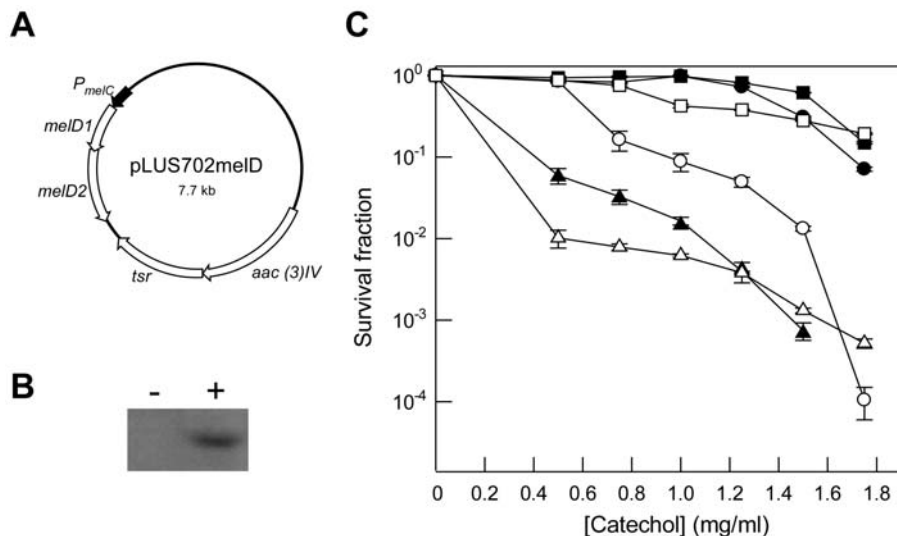 A
P melC
melD1
melD2
pLUS702melD
7.7 kb
tsr
aac (3)IV
B
- +
C
Survival fraction
10^0
10^-1
10^-2
10^-3
10^-4
0 0.2 0.4 0.6 0.8 1.0 1.2 1.4 1.6 1.8
[Catechol] (mg/ml)